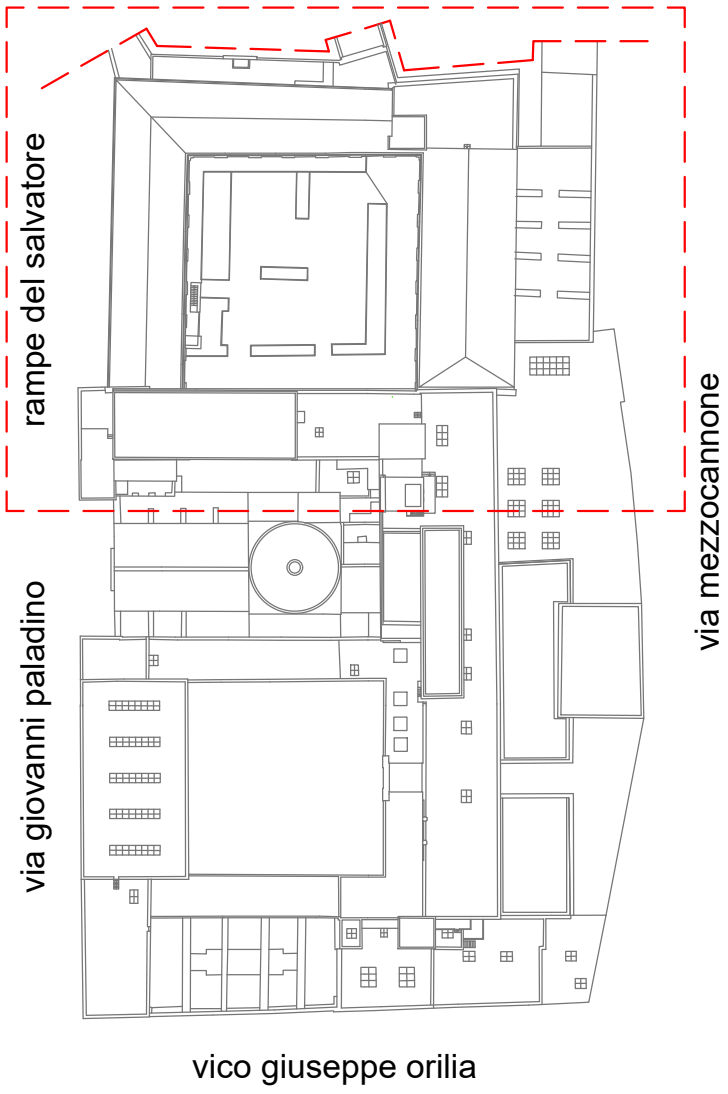 rampe del salvatore
via mezzocannone
via giovanni paladino
vico giuseppe orilia